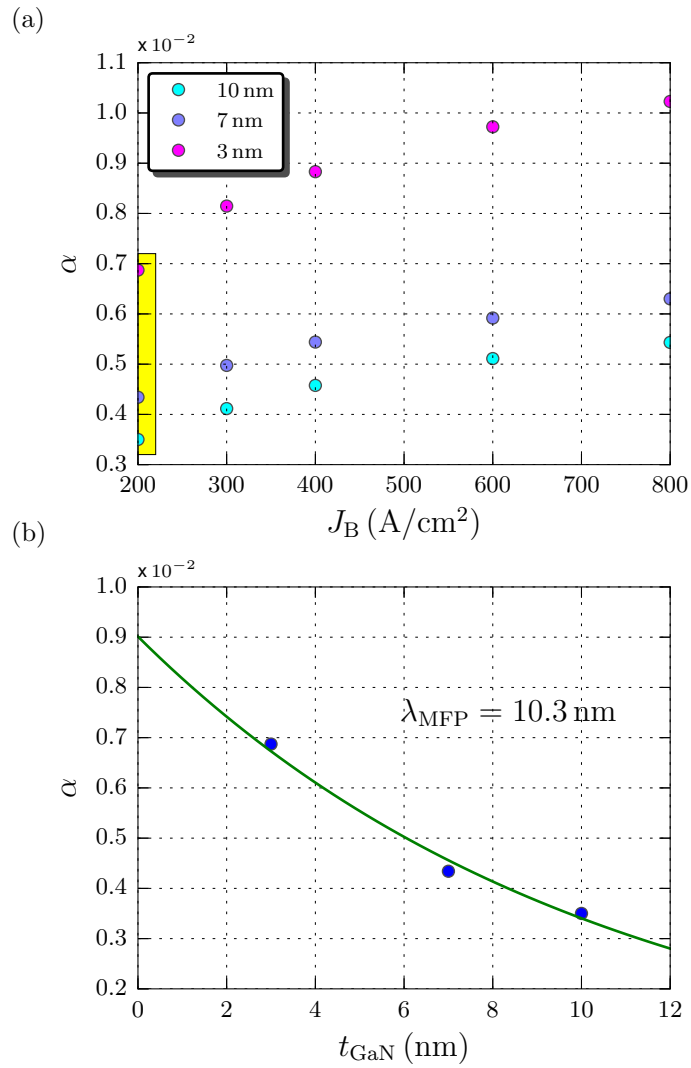 (a)
x 10⁻²
1.1
1.0
0.9
0.8
0.7
0.6
0.5
0.4
0.3
α
10 nm
7 nm
3 nm
200 300 400 500 600 700 800
J_B (A/cm²)
(b)
x 10⁻²
1.0
0.9
0.8
0.7
0.6
0.5
0.4
0.3
0.2
α
λ_MFP = 10.3 nm
0 2 4 6 8 10 12
t_GaN (nm)